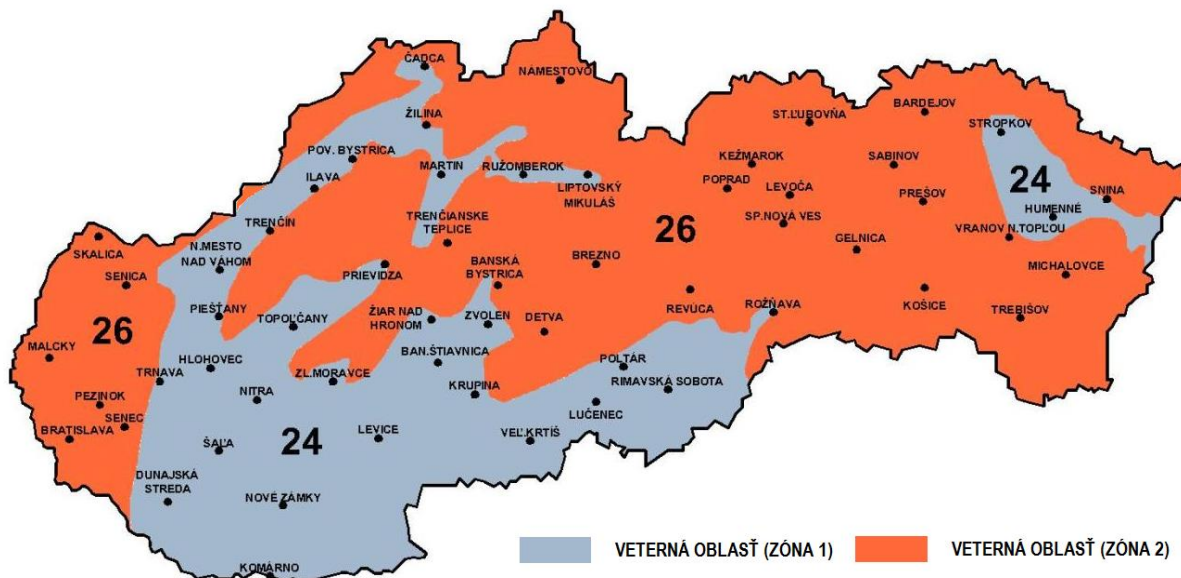 ČADCA
NÁMESTOVO
ŽILINA
ST.ĽUBOVŇA
BARDEJOV
STROPKOV
POV. BYSTRICA
MARTIN
RUŽOMBEROK
KEŽMAROK
SABINOV
ILAVA
LIPTOVSKÝ
MIKULÁŠ
POPRAD
LEVOČA
PREŠOV
24
SNINA
TRENČÍN
TRENČIANSKE
TEPLICE
SP.NOVÁ VES
HUMENNÉ
SKALICA
N.MESTO
NAD VÁHOM
26
GELNICA
VRANOV N.TOPĽOU
SENICA
PRIEVIDZA
BANSKÁ
BYSTRICA
BREZNO
MICHALOVCE
PIEŠŤANY
TOPOĽČANY
ŽIAR NAD
HRONOM
ZVOLEN
DETVA
REVÚCA
ROŽŇAVA
KOŠICE
TREBIŠOV
26
MALCKY
HLOHOVEC
BAN.ŠTIAVNICA
POLTÁR
TRNAVA
ZL.MORAVCE
RIMAVSKÁ SOBOTA
PEZINOK
NITRA
KRUPINA
LUČENEC
SENEC
BRATISLAVA
ŠAĽA
24
LEVICE
VEĽ.KRTÍŠ
DUNAJSKÁ
STREDA
NOVÉ ZÁMKY
KOMÁRNO
VETERNÁ OBLASŤ (ZÓNA 1)
VETERNÁ OBLASŤ (ZÓNA 2)